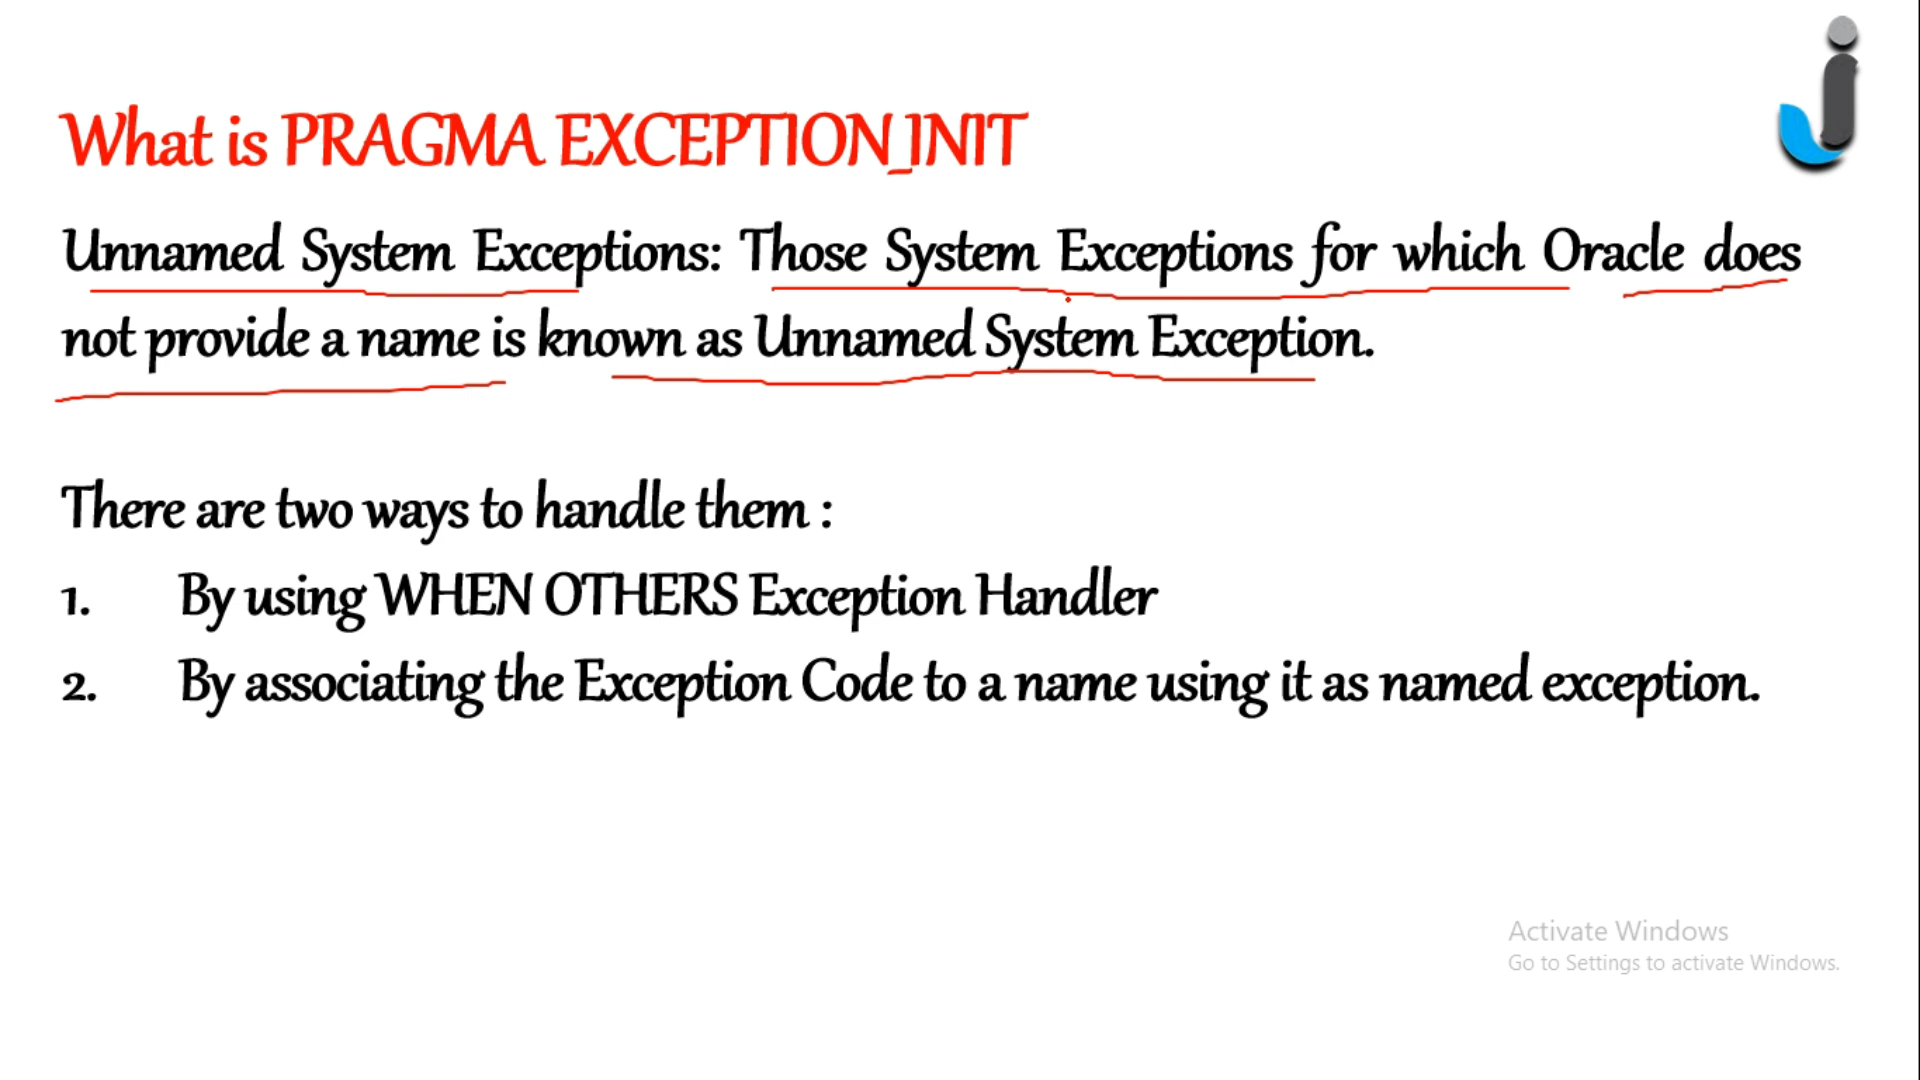 What is PRAGMA EXCEPTION_INIT
Unnamed System Exceptions: Those System Exceptions for which Oracle does
not provide a name is known as Unnamed System Exception.
There are two ways to handle them :
1. By using WHEN OTHERS Exception Handler
2. By associating the Exception Code to a name using it as named exception.
Activate Windows
Go to Settings to activate Windows.